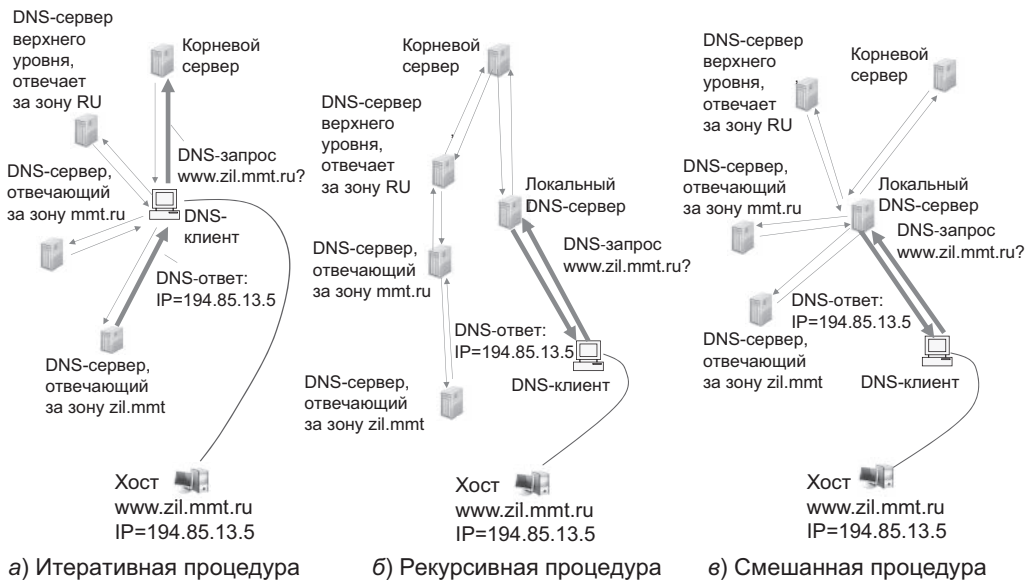 DNS-сервер
верхнего
уровня,
отвечает
за зону RU
Корневой
сервер
DNS-запрос
www.zil.mmt.ru?
DNS-сервер,
отвечающий
за зону mmt.ru
DNS-
клиент
DNS-ответ:
IP=194.85.13.5
DNS-сервер,
отвечающий
за зону zil.mmt
Хост
www.zil.mmt.ru
IP=194.85.13.5
а) Итеративная процедура
Корневой
сервер
DNS-сервер
верхнего
уровня,
отвечает
за зону RU
Локальный
DNS-сервер
DNS-запрос
www.zil.mmt.ru?
DNS-сервер,
отвечающий
за зону mmt.ru
DNS-ответ:
IP=194.85.13.5
DNS-клиент
DNS-сервер,
отвечающий
за зону zil.mmt
Хост
www.zil.mmt.ru
IP=194.85.13.5
б) Рекурсивная процедура
DNS-сервер
верхнего
уровня,
отвечает
за зону RU
Корневой
сервер
DNS-сервер,
отвечающий
за зону mmt.ru
Локальный
DNS-сервер
DNS-запрос
www.zil.mmt.ru?
DNS-ответ:
IP=194.85.13.5
DNS-сервер,
отвечающий
за зону zil.mmt
DNS-клиент
Хост
www.zil.mmt.ru
IP=194.85.13.5
в) Смешанная процедура